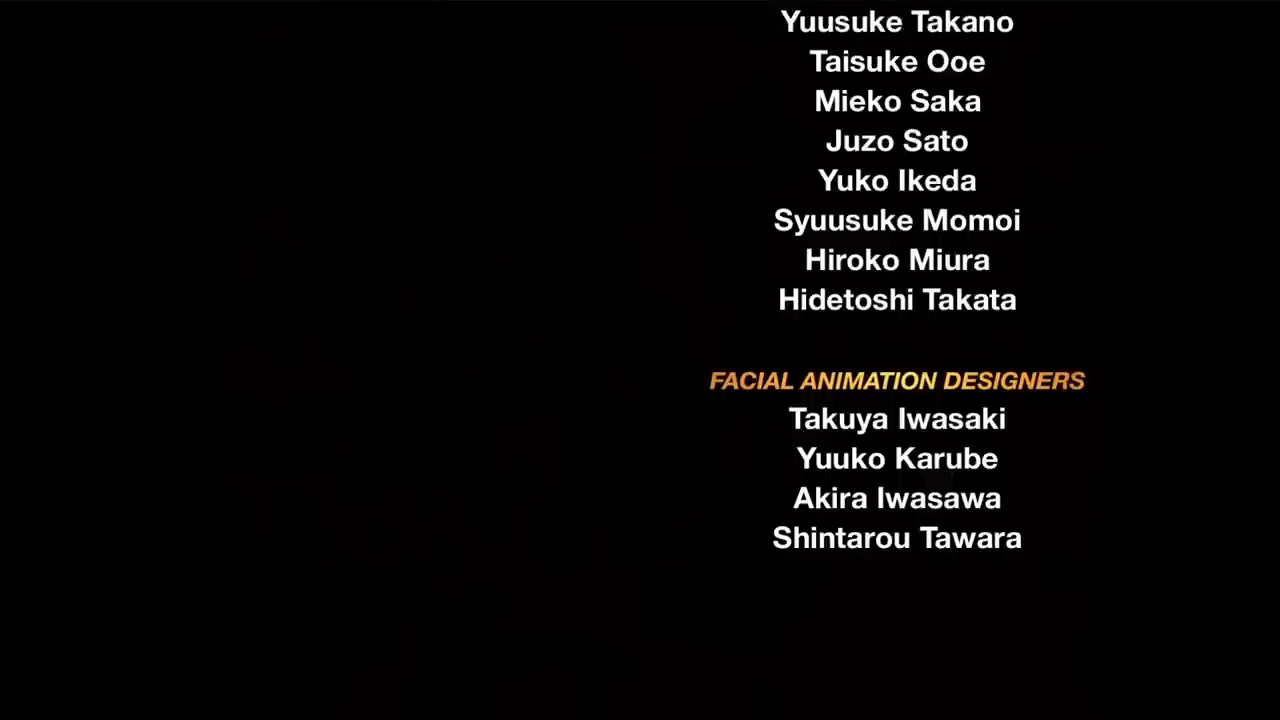 Yuusuke Takano
Taisuke Ooe
Mieko Saka
Juzo Sato
Yuko Ikeda
Syuusuke Momoi
Hiroko Miura
Hidetoshi Takata
FACIAL ANIMATION DESIGNERS
Takuya Iwasaki
Yuuko Karube
Akira Iwasawa
Shintarou Tawara